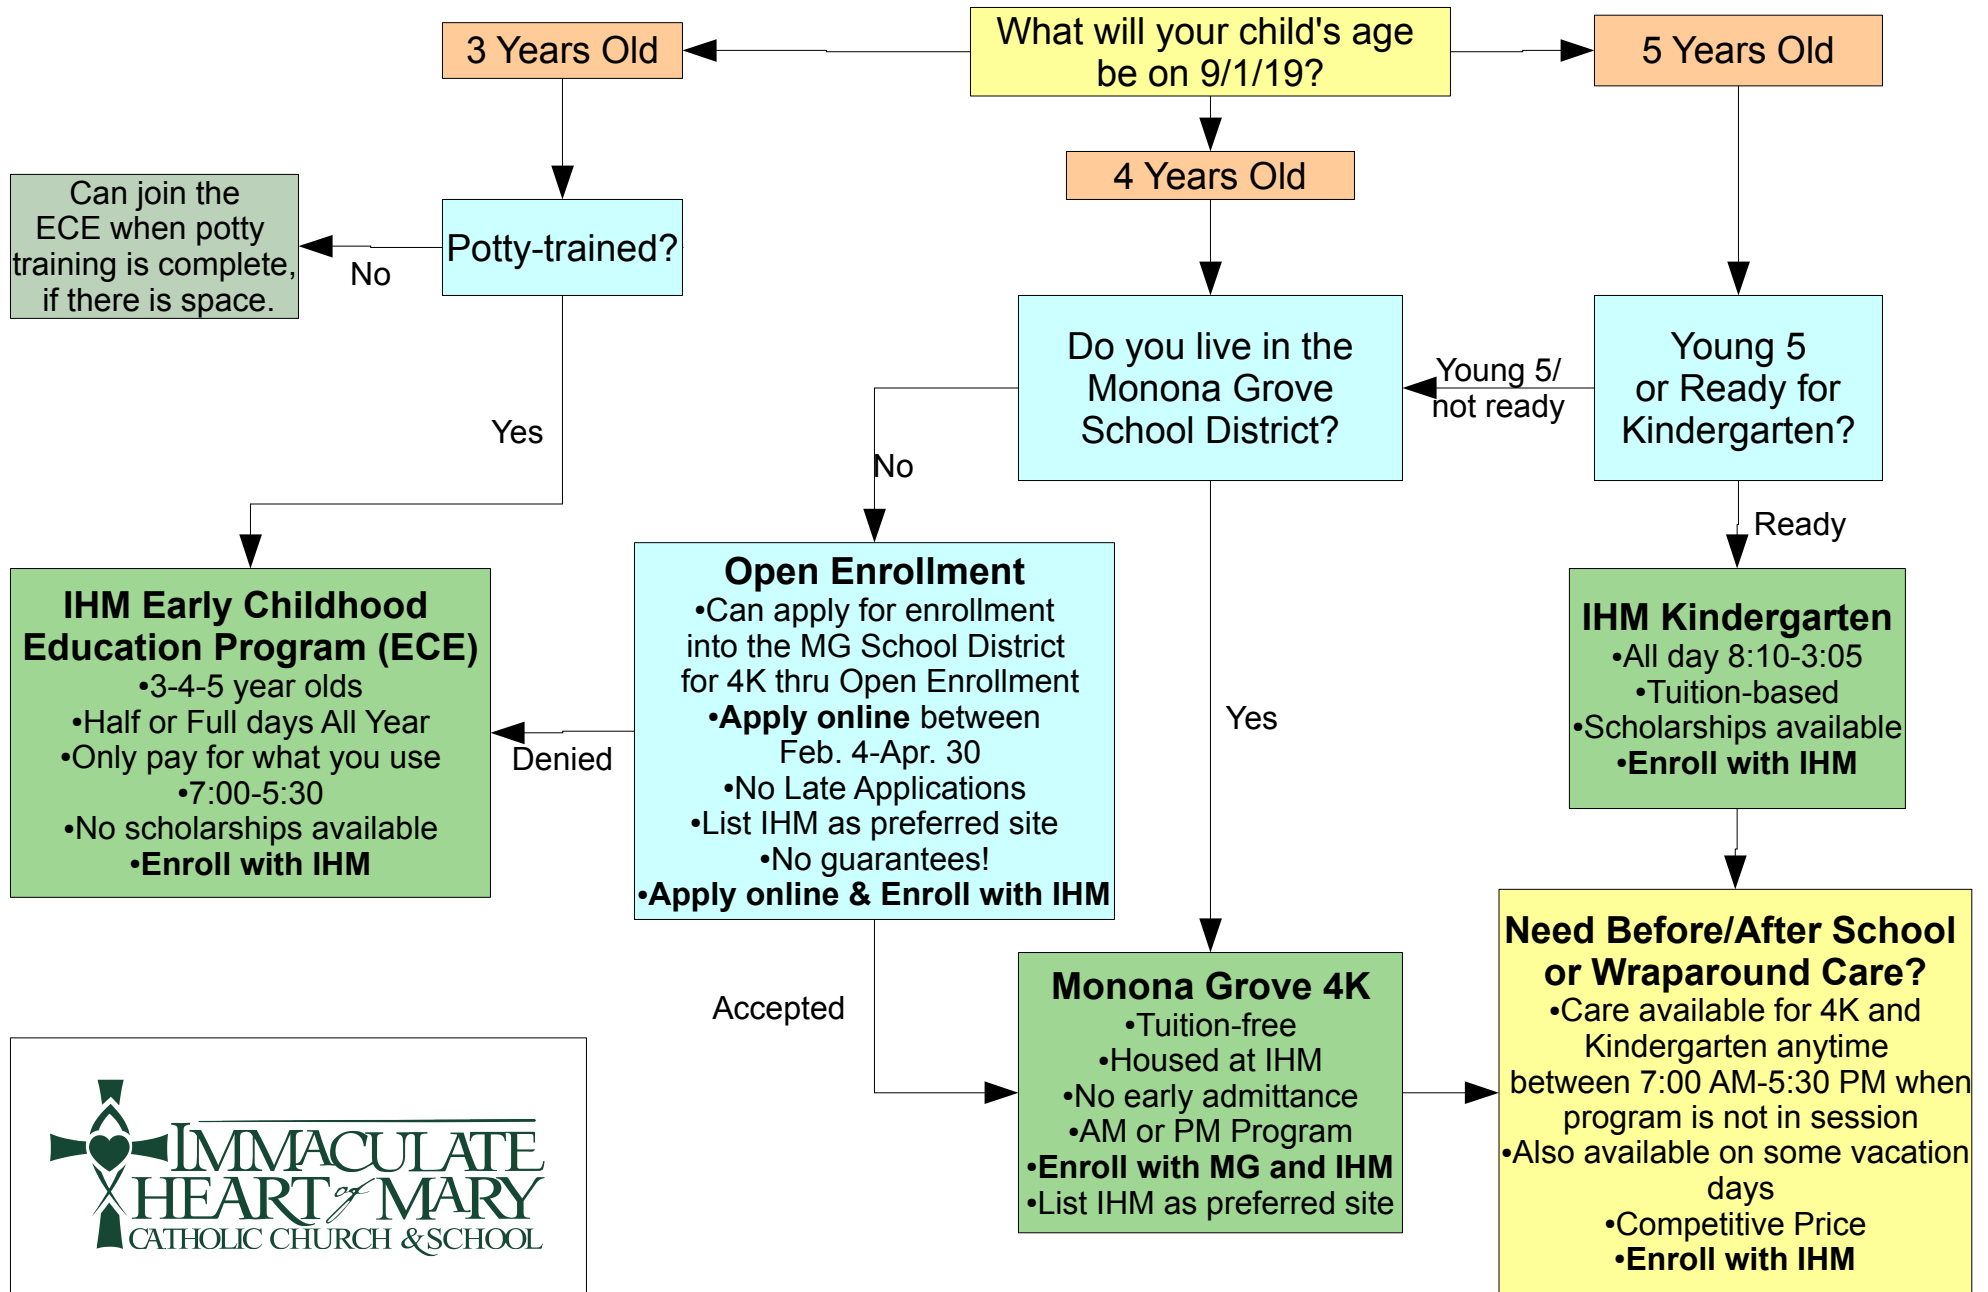 What will your child's age
be on 9/1/19?
3 Years Old
5 Years Old
4 Years Old
Can join the
ECE when potty
training is complete,
if there is space.
No
Potty-trained?
Yes
Do you live in the
Monona Grove
School District?
Young 5/
not ready
Young 5
or Ready for
Kindergarten?
No
Ready
Yes
IHM Early Childhood
Education Program (ECE)
•3-4-5 year olds
•Half or Full days All Year
•Only pay for what you use
•7:00-5:30
•No scholarships available
•Enroll with IHM
Denied
Open Enrollment
•Can apply for enrollment
into the MG School District
for 4K thru Open Enrollment
•Apply online between
Feb. 4-Apr. 30
•No Late Applications
•List IHM as preferred site
•No guarantees!
•Apply online & Enroll with IHM
Accepted
IHM Kindergarten
•All day 8:10-3:05
•Tuition-based
•Scholarships available
•Enroll with IHM
Monona Grove 4K
•Tuition-free
•Housed at IHM
•No early admittance
•AM or PM Program
•Enroll with MG and IHM
•List IHM as preferred site
Need Before/After School
or Wraparound Care?
•Care available for 4K and
Kindergarten anytime
between 7:00 AM-5:30 PM when
program is not in session
•Also available on some vacation
days
•Competitive Price
•Enroll with IHM
IMMACULATE
HEART of MARY
CATHOLIC CHURCH & SCHOOL